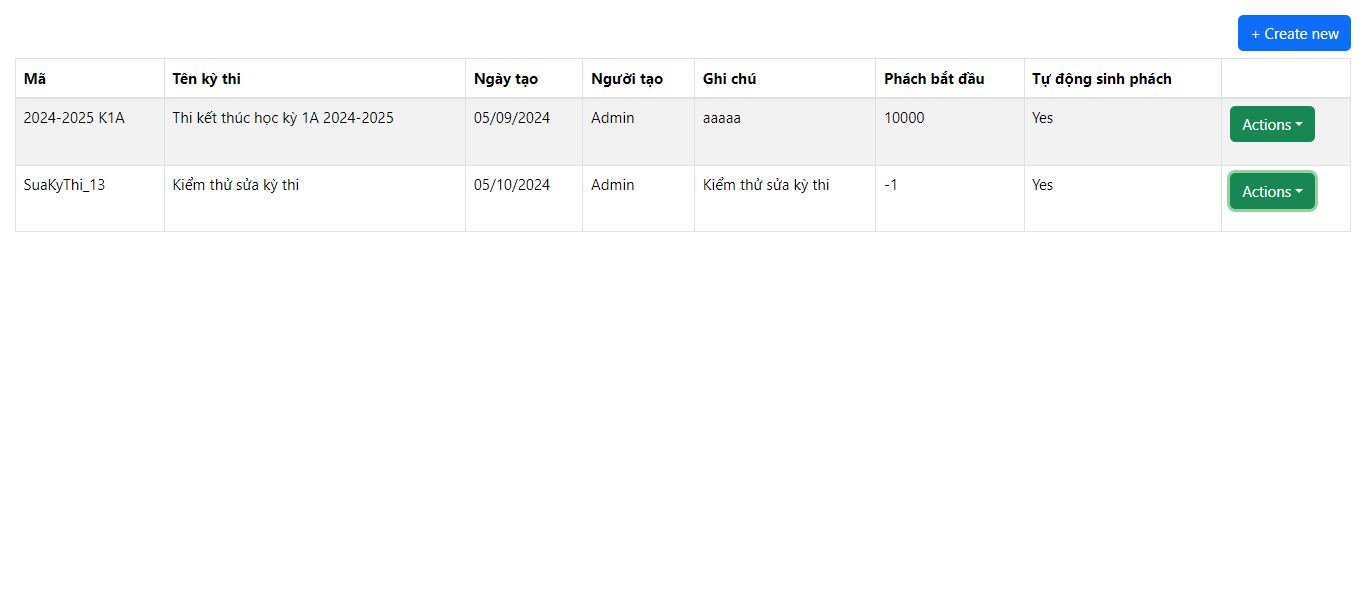 + Create new
Mã Tên kỳ thi Ngày tạo Người tạo Ghi chú Phách bắt đầu Tự động sinh phách
2024-2025 K1A Thi kết thúc học kỳ 1A 2024-2025 05/09/2024 Admin aaaaa 10000 Yes Actions
SuaKyThi_13 Kiểm thử sửa kỳ thi 05/10/2024 Admin Kiểm thử sửa kỳ thi -1 Yes Actions